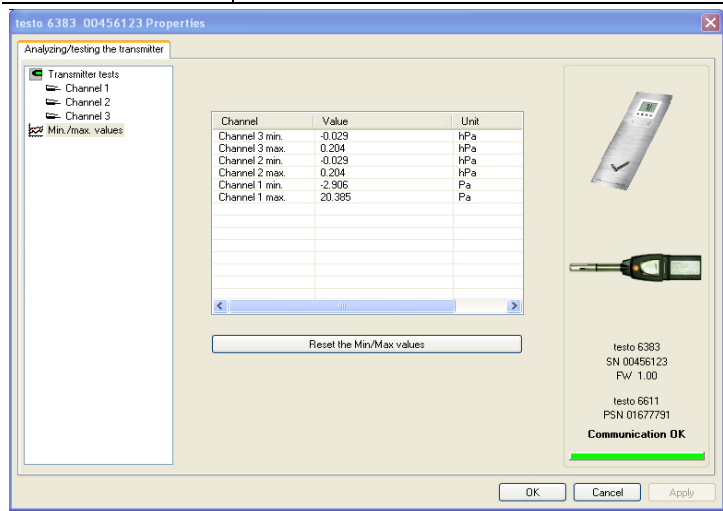 testo 6383 00456123 Properties
Analyzing/testing the transmitter
Transmitter tests
Channel 1
Channel 2
Channel 3
Min./max. values
Channel Value Unit
Channel 3 min. -0.029 hPa
Channel 3 max. 0.204 hPa
Channel 2 min. -0.029 hPa
Channel 2 max. 0.204 hPa
Channel 1 min. -2.906 Pa
Channel 1 max. 20.385 Pa
Reset the Min/Max values
testo 6383
SN 00456123
FW 1.00
testo 6611
PSN 01677791
Communication OK
OK Cancel Apply